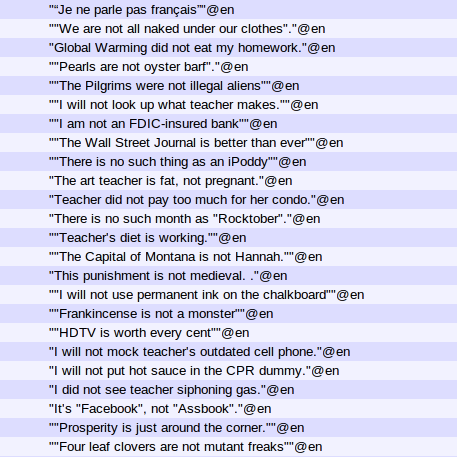 "“Je ne parle pas français”"@en
""We are not all naked under our clothes"."@en
"Global Warming did not eat my homework."@en
""Pearls are not oyster barf"."@en
""The Pilgrims were not illegal aliens""@en
""I will not look up what teacher makes.""@en
""I am not an FDIC-insured bank""@en
""The Wall Street Journal is better than ever""@en
""There is no such thing as an iPoddy""@en
"The art teacher is fat, not pregnant."@en
"Teacher did not pay too much for her condo."@en
"There is no such month as "Rocktober"."@en
""Teacher's diet is working.""@en
""The Capital of Montana is not Hannah.""@en
"This punishment is not medieval. ."@en
""I will not use permanent ink on the chalkboard""@en
""Frankincense is not a monster""@en
""HDTV is worth every cent""@en
"I will not mock teacher's outdated cell phone."@en
"I will not put hot sauce in the CPR dummy."@en
"I did not see teacher siphoning gas."@en
"It's "Facebook", not "Assbook"."@en
""Prosperity is just around the corner.""@en
""Four leaf clovers are not mutant freaks""@en